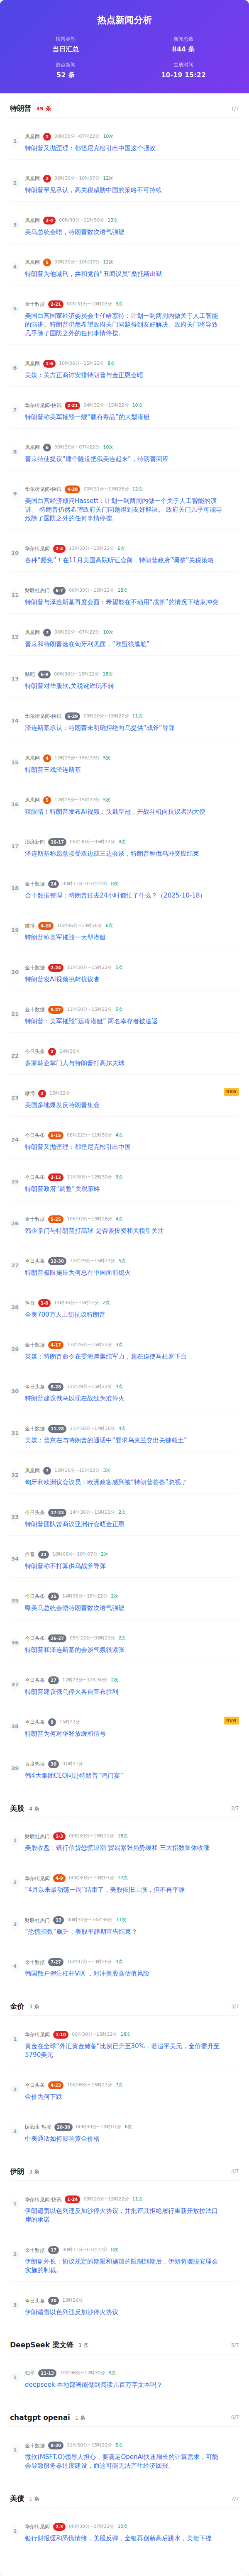 热点新闻分析
报告类型
新闻总数
当日汇总
844 条
热点新闻
生成时间
52 条
10-19 15:22
特朗普 39 条 1/7
1 凤凰网 1 00时30分~07时22分 10次
特朗普又抛歪理：都怪尼克松引出中国这个强敌
2 凤凰网 2 00时30分~10时07分 12次
特朗普罕见承认，高关税威胁中国的策略不可持续
3 凤凰网 3-4 00时30分~11时50分 13次
美乌总统会晤，特朗普数次语气强硬
4 凤凰网 5 00时30分~10时07分 12次
特朗普为他减刑，共和党前“丑闻议员”桑托斯出狱
5 金十数据 2-21 00时31分~10时07分 9次
美国白宫国家经济委员会主任哈塞特：计划一到两周内做关于人工智能
的演讲。特朗普仍然希望政府关门问题得到友好解决。政府关门将导致
几乎除了国防之外的任何事情停摆。
6 凤凰网 1-6 10时06分~15时22分 8次
美媒：美方正商讨安排特朗普与金正恩会晤
7 华尔街见闻-快讯 2-21 04时32分~15时22分 10次
特朗普称美军摧毁一艘“载有毒品”的大型潜艇
8 凤凰网 6 00时30分~07时22分 10次
普京特使提议“建个隧道把俄美连起来”，特朗普回应
9 华尔街见闻-快讯 4-28 00时31分~13时26分 12次
美国白宫经济顾问Hassett：计划一到两周内做一个关于人工智能的演
讲。 特朗普仍然希望政府关门问题得到友好解决。 政府关门几乎可能导
致除了国防之外的任何事情停摆。
10 华尔街见闻 2-4 11时50分~15时22分 6次
各种“豁免”！在11月美国高院听证会前，特朗普政府“调整”关税策略
11 财联社热门 6-7 00时30分~15时22分 18次
特朗普与泽连斯基再度会面：希望能在不动用“战斧”的情况下结束冲突
12 凤凰网 7 00时30分~07时22分 10次
普京和特朗普选在匈牙利见面，“欧盟很尴尬”
13 贴吧 6-8 00时30分~15时22分 18次
特朗普对华服软,关税讹诈玩不转
14 华尔街见闻-快讯 6-29 03时20分~15时22分 11次
泽连斯基承认：特朗普未明确拒绝向乌提供“战斧”导弹
15 凤凰网 4 12时29分~15时22分 5次
特朗普三戏泽连斯基
16 凤凰网 5 12时29分~15时22分 5次
辣眼睛！特朗普发布AI视频：头戴皇冠，开战斗机向抗议者洒大便
17 澎湃新闻 16-17 00时30分~06时22分 8次
泽连斯基称愿意接受双边或三边会谈，特朗普称俄乌冲突应结束
18 金十数据 24 00时31分~07时22分 8次
金十数据整理：特朗普过去24小时都忙了什么？（2025-10-18）
19 微博 4-28 10时06分~13时26分 6次
特朗普称美军摧毁一大型潜艇
20 金十数据 2-24 11时50分~15时22分 5次
特朗普发AI视频挑衅抗议者
21 金十数据 5-27 11时50分~15时22分 5次
特朗普：美军摧毁“运毒潜艇” 两名幸存者被遣返
22 今日头条 2 14时36分
多家韩企掌门人与特朗普打高尔夫球
23 微博 3 15时22分 NEW
美国多地爆发反特朗普集会
24 今日头条 5-15 06时22分~11时50分 4次
特朗普又抛歪理：都怪尼克松引出中国
25 今日头条 2-12 11时50分~12时30分 3次
特朗普政府“调整”关税策略
26 金十数据 5-25 10时07分~13时26分 4次
韩企掌门与特朗普打高球 是否谈投资和关税引关注
27 今日头条 12-30 12时29分~15时22分 5次
特朗普极限施压为何总在中国面前熄火
28 抖音 1-8 14时36分~15时22分 2次
全美700万人上街抗议特朗普
29 金十数据 4-17 13时26分~15时22分 3次
英媒：特朗普命令在委海岸集结军力，意在迫使马杜罗下台
30 今日头条 8-28 12时29分~15时22分 4次
特朗普建议俄乌以现在战线为准停火
31 金十数据 11-26 11时50分~14时36分 4次
美媒：普京在与特朗普的通话中“要求乌克兰交出关键领土”
32 凤凰网 7 13时26分~15时22分 3次
匈牙利欧洲议会议员：欧洲政客感到被“特朗普爸爸”忽视了
33 今日头条 17-23 14时36分~15时22分 2次
特朗普团队曾商议亚洲行会晤金正恩
34 抖音 23 10时06分~10时07分 2次
特朗普称不打算供乌战斧导弹
35 今日头条 25 14时36分~15时22分 2次
曝美乌总统会晤特朗普数次语气强硬
36 今日头条 26-27 05时22分~06时22分 2次
特朗普和泽连斯基的会谈气氛很紧张
37 今日头条 27 12时29分~12时30分 2次
特朗普建议俄乌停火各自宣布胜利
38 今日头条 8 15时22分 NEW
特朗普为何对华释放缓和信号
39 百度热搜 30 01时21分
韩4大集团CEO同赴特朗普“鸿门宴”
美股 4 条 2/7
1 财联社热门 1-3 00时30分~15时22分 18次
美股收盘：银行信贷恐慌退潮 贸易紧张局势缓和 三大指数集体收涨
2 华尔街见闻 4-9 00时30分~10时07分 12次
“4月以来最动荡一周”结束了，美股依旧上涨，但不再平静
3 财联社热门 13 00时30分~14时36分 11次
“恐慌指数”飙升：美股平静期宣告结束？
4 金十数据 7-27 10时07分~13时26分 4次
韩国散户押注杠杆VIX ，对冲美股高估值风险
金价 3 条 3/7
1 华尔街见闻 1-10 00时30分~15时22分 18次
黄金在全球“外汇黄金储备”比例已升至30%，若追平美元，金价需升至
5790美元
2 今日头条 4-23 10时06分~15时22分 7次
金价为何下跌
3 bilibili 热搜 20-30 00时30分~10时07分 6次
中美通话如何影响黄金价格
伊朗 3 条 4/7
1 华尔街见闻-快讯 1-24 03时20分~15时22分 11次
伊朗谴责以色列违反加沙停火协议，并批评其拒绝履行重新开放拉法口
岸的承诺
2 金十数据 17 00时31分~07时22分 8次
伊朗副外长：协议规定的期限和施加的限制到期后，伊朗将摆脱安理会
实施的制裁。
3 今日头条 20 13时26分
伊朗谴责以色列违反加沙停火协议
DeepSeek 梁文锋 1 条 5/7
1 知乎 11-13 10时06分~12时30分 5次
deepseek 本地部署能做到阅读几百万字文本吗？
chatgpt openai 1 条 6/7
1 金十数据 8-30 11时50分~15时22分 5次
微软(MSFT.O)领导人担心，要满足OpenAI快速增长的计算需求，可能
会导致服务器过度建设，而这可能无法产生经济回报。
美债 1 条 7/7
1 华尔街见闻 2-3 00时30分~07时22分 10次
银行财报缓和恐慌情绪，美股反弹，金银再创新高后跳水，美债下挫